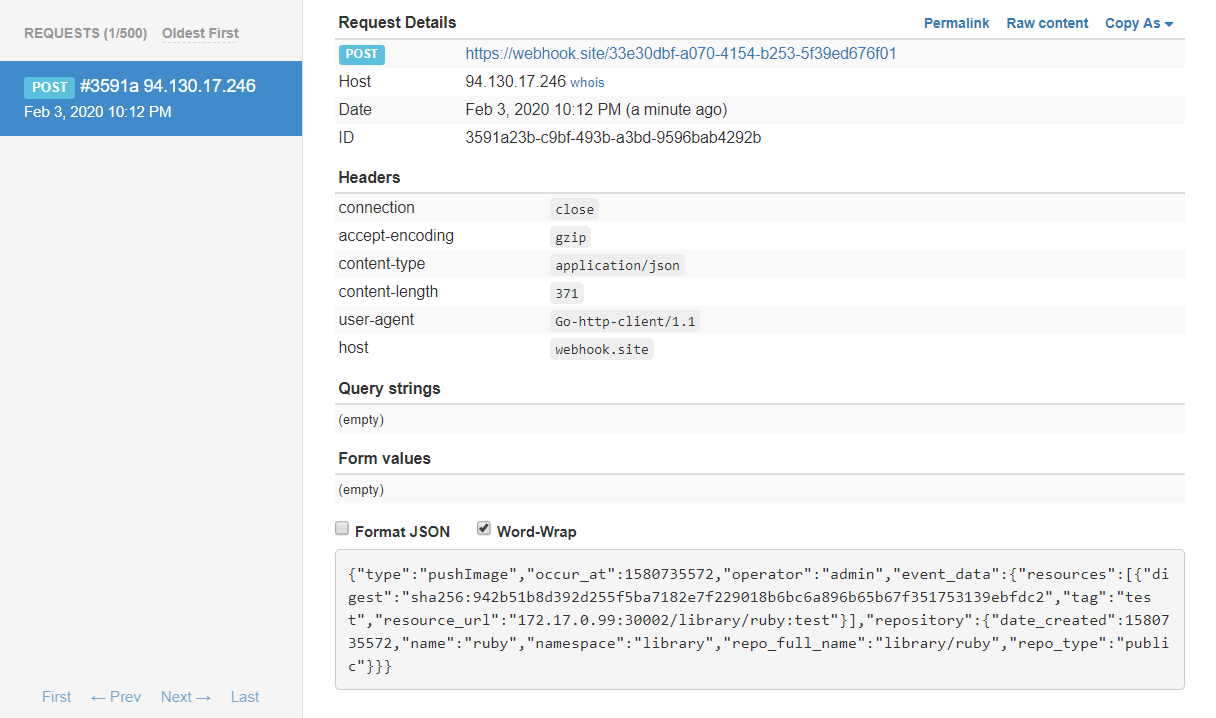 REQUESTS (1/500) Oldest First
POST #3591a 94.130.17.246
Feb 3, 2020 10:12 PM
First ← Prev Next → Last
Request Details Permalink Raw content Copy As
POST https://webhook.site/33e30dbf-a070-4154-b253-5f39ed676f01
Host 94.130.17.246 whois
Date Feb 3, 2020 10:12 PM (a minute ago)
ID 3591a23b-c9bf-493b-a3bd-9596bab4292b
Headers
connection close
accept-encoding gzip
content-type application/json
content-length 371
user-agent Go-http-client/1.1
host webhook.site
Query strings
(empty)
Form values
(empty)
Format JSON Word-Wrap
{"type":"pushImage","occur_at":1580735572,"operator":"admin","event_data":{"resources":[{"di
gest":"sha256:942b51b8d392d255f5ba7182e7f229018b6bc6a896b65b67f351753139ebfdc2","tag":"tes
t","resource_url":"172.17.0.99:30002/library/ruby:test"}],"repository":{"date_created":1580
735572,"name":"ruby","namespace":"library","repo_full_name":"library/ruby","repo_type":"publi
c"}}}